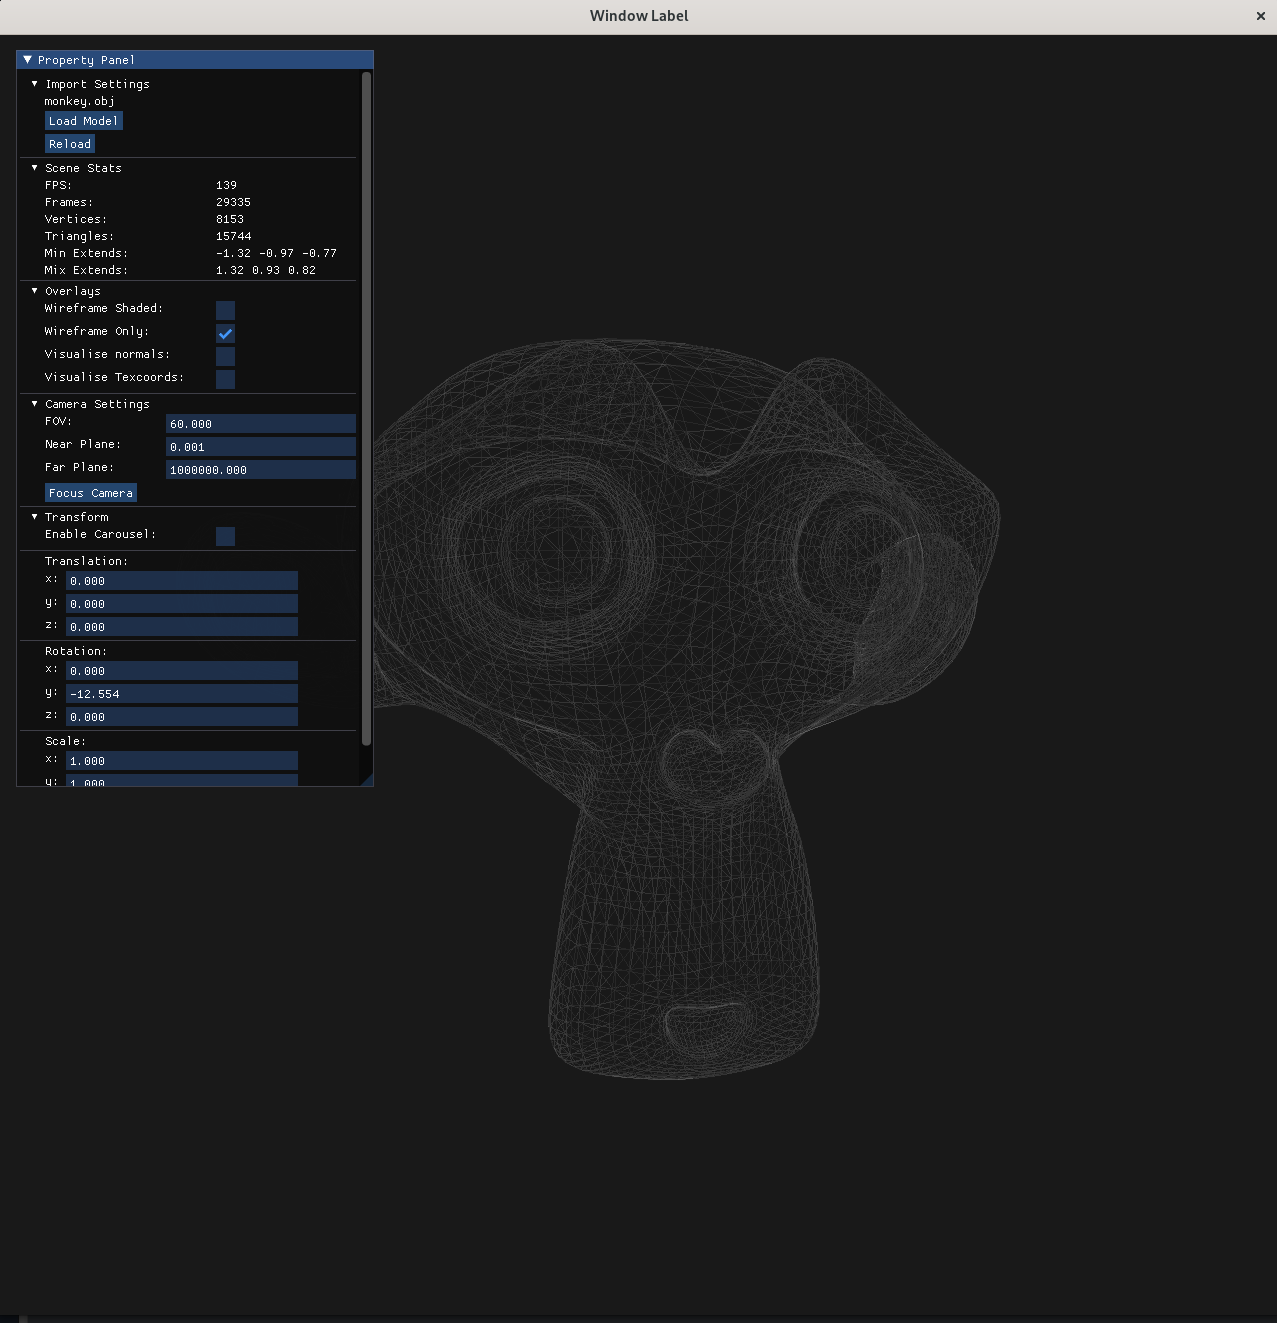 Window Label
Property Panel
Import Settings
monkey.obj
Load Model
Reload
Scene Stats
FPS: 139
Frames: 29335
Vertices: 8153
Triangles: 15744
Min Extends: -1.32 -0.97 -0.77
Mix Extends: 1.32 0.93 0.82
Overlays
Wireframe Shaded:
Wireframe Only:
Visualise normals:
Visualise Texcoords:
Camera Settings
FOV: 60.000
Near Plane: 0.001
Far Plane: 1000000.000
Focus Camera
Transform
Enable Carousel:
Translation:
x: 0.000
y: 0.000
z: 0.000
Rotation:
x: 0.000
y: -12.554
z: 0.000
Scale:
x: 1.000
y: 1.000